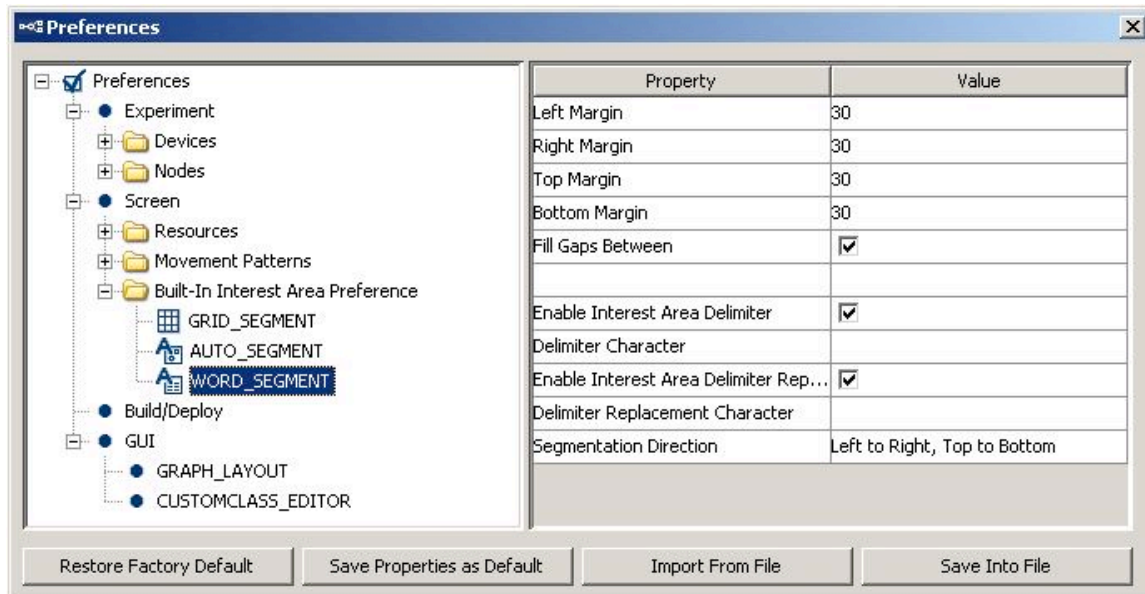 Preferences
Preferences
Experiment
Devices
Nodes
Screen
Resources
Movement Patterns
Built-In Interest Area Preference
GRID_SEGMENT
AUTO_SEGMENT
WORD_SEGMENT
Build/Deploy
GUI
GRAPH_LAYOUT
CUSTOMCLASS_EDITOR
Property Value
Left Margin 30
Right Margin 30
Top Margin 30
Bottom Margin 30
Fill Gaps Between
Enable Interest Area Delimiter
Delimiter Character
Enable Interest Area Delimiter Rep...
Delimiter Replacement Character
Segmentation Direction Left to Right, Top to Bottom
Restore Factory Default Save Properties as Default Import From File Save Into File